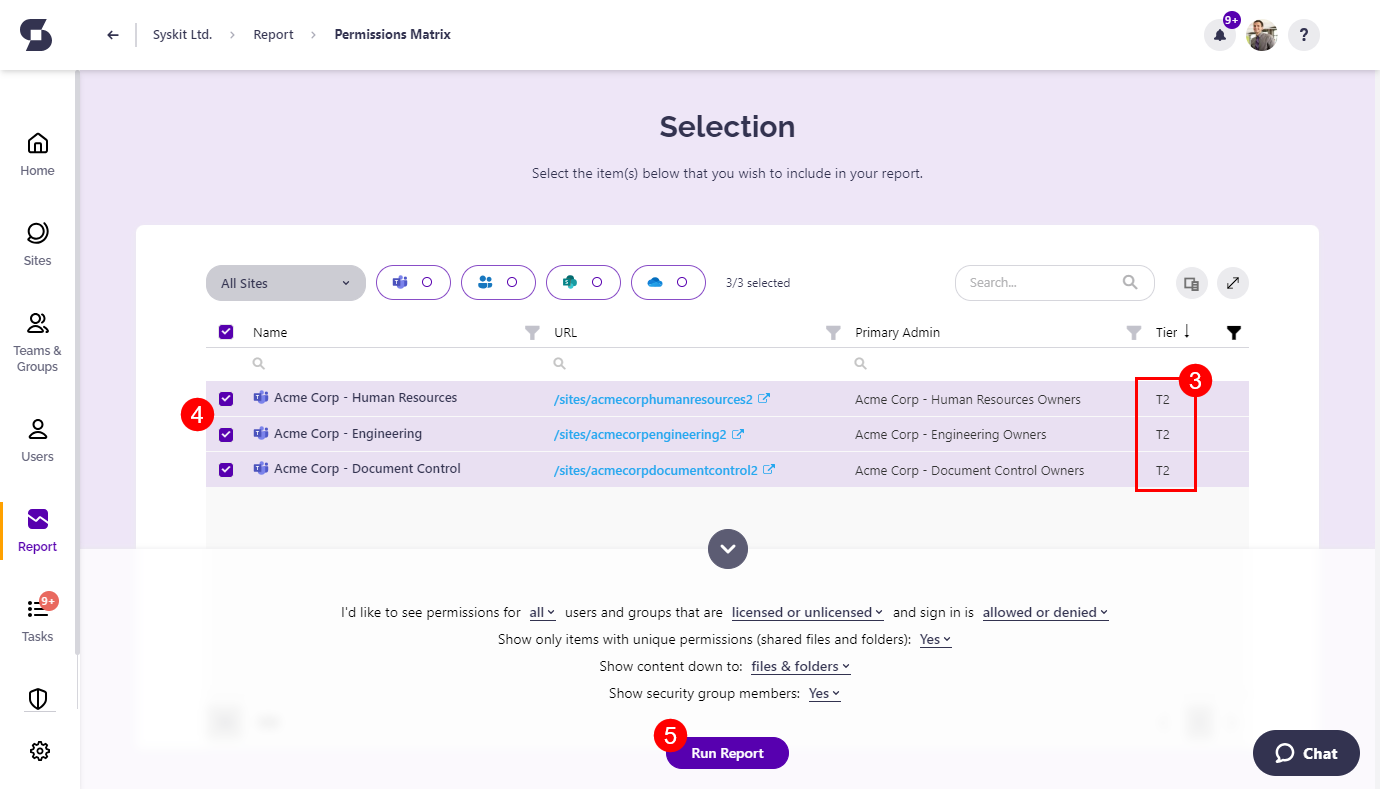 Syskit Ltd. > Report > Permissions Matrix
9+
?
Home
Sites
Teams &
Groups
Users
Report
9+
Tasks
Selection
Select the item(s) below that you wish to include in your report.
All Sites
3/3 selected
Search...
Name URL Primary Admin Tier ↓
3
4
Acme Corp - Human Resources /sites/acmecorphumanresources2 Acme Corp - Human Resources Owners T2
Acme Corp - Engineering /sites/acmecorpengineering2 Acme Corp - Engineering Owners T2
Acme Corp - Document Control /sites/acmecorpdocumentcontrol2 Acme Corp - Document Control Owners T2
I'd like to see permissions for all users and groups that are licensed or unlicensed and sign in is allowed or denied
Show only items with unique permissions (shared files and folders): Yes
Show content down to: files & folders
Show security group members: Yes
5
Run Report
Chat